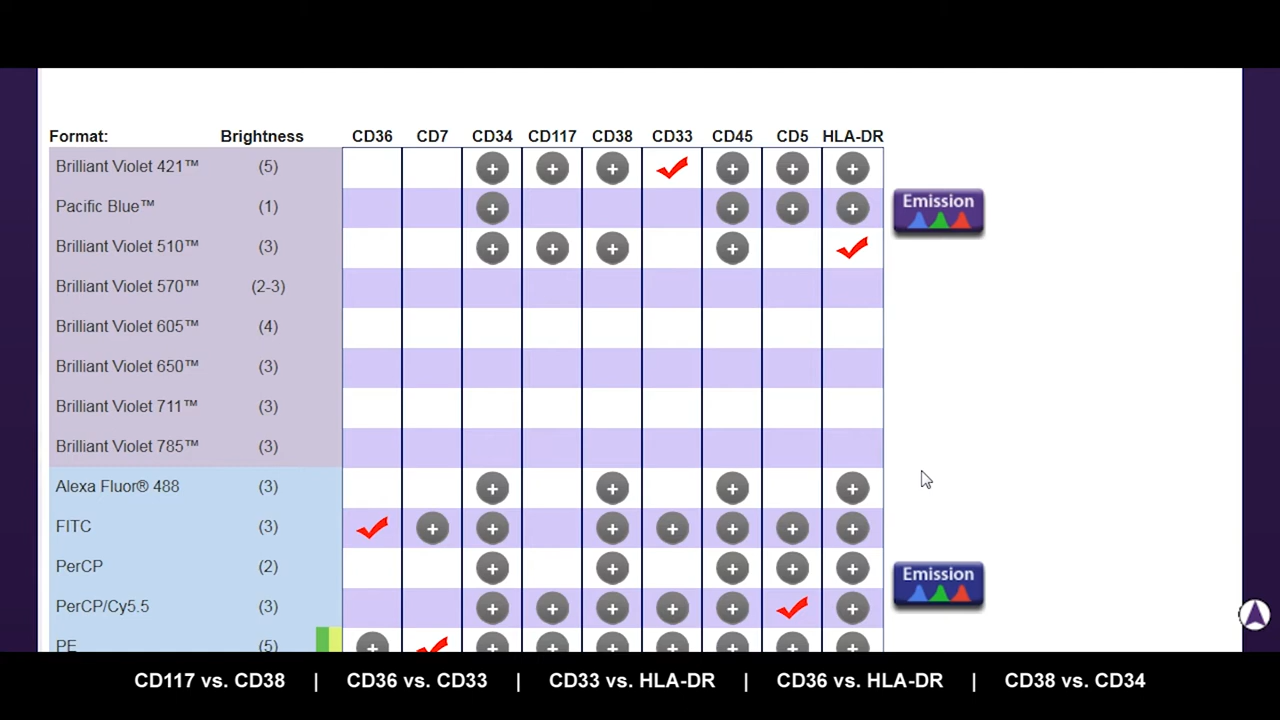 Format: Brightness CD36 CD7 CD34 CD117 CD38 CD33 CD45 CD5 HLA-DR
Brilliant Violet 421™ (5)
Pacific Blue™ (1)
Emission
Brilliant Violet 510™ (3)
Brilliant Violet 570™ (2-3)
Brilliant Violet 605™ (4)
Brilliant Violet 650™ (3)
Brilliant Violet 711™ (3)
Brilliant Violet 785™ (3)
Alexa Fluor® 488 (3)
FITC (3)
PerCP (2)
Emission
PerCP/Cy5.5 (3)
PE (5)
CD117 vs. CD38 | CD36 vs. CD33 | CD33 vs. HLA-DR | CD36 vs. HLA-DR | CD38 vs. CD34